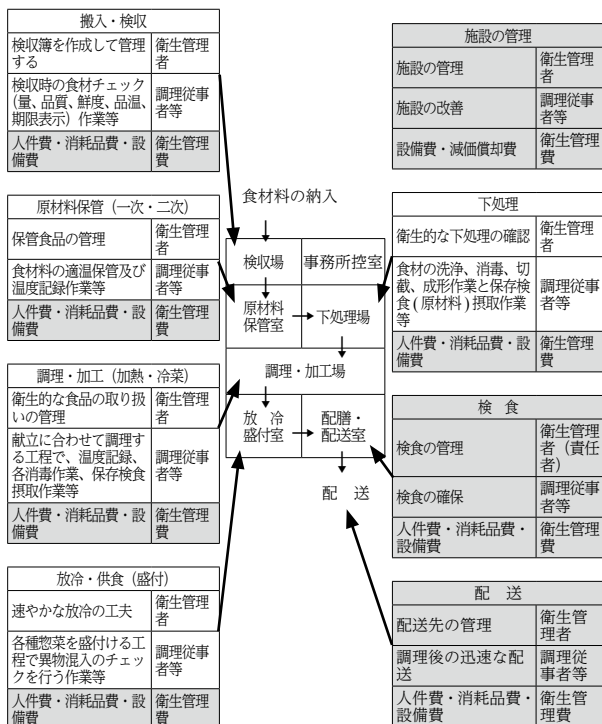 搬入・検収
検収簿を作成して管理
する
衛生管理
者
検収時の食材チェック
(量、品質、鮮度、品温、
期限表示)作業等
調理従事
者等
人件費・消耗品費・設
備費
衛生管理
費
原材料保管(一次・二次)
保管食品の管理
衛生管理
者
食材料の適温保管及び
温度記録作業等
調理従事
者等
人件費・消耗品費・設
備費
衛生管理
費
調理・加工(加熱・冷菜)
衛生的な食品の取り扱
いの管理
衛生管理
者
献立に合わせて調理す
る工程で、温度記録、
各消毒作業、保存検食
摂取作業等
調理従事
者等
人件費・消耗品費・設
備費
衛生管理
費
放冷・供食(盛付)
速やかな放冷の工夫
衛生管理
者
各種惣菜を盛付ける工
程で異物混入のチェッ
クを行う作業等
調理従事
者等
人件費・消耗品費・設
備費
衛生管理
費
食材料の納入
検収場
事務所控室
原材料
保管室
下処理場
調理・加工場
放 冷
盛付室
配膳・
配送室
配 送
施設の管理
施設の管理
衛生管理
者
施設の改善
調理従事
者等
設備費・減価償却費
衛生管理
費
下処理
衛生的な下処理の確認
衛生管理
者
食材の洗浄、消毒、切
截、成形作業と保存検
食(原材料)摂取作業
等
調理従事
者等
人件費・消耗品費・設
備費
衛生管理
費
検 食
検食の管理
衛生管理
者(責任
者)
検食の確保
調理従事
者等
人件費・消耗品費・
設備費
衛生管理
費
配 送
配送先の管理
衛生管
理者
調理後の迅速な配
送
調理従
事者等
人件費・消耗品費・
設備費
衛生管
理費